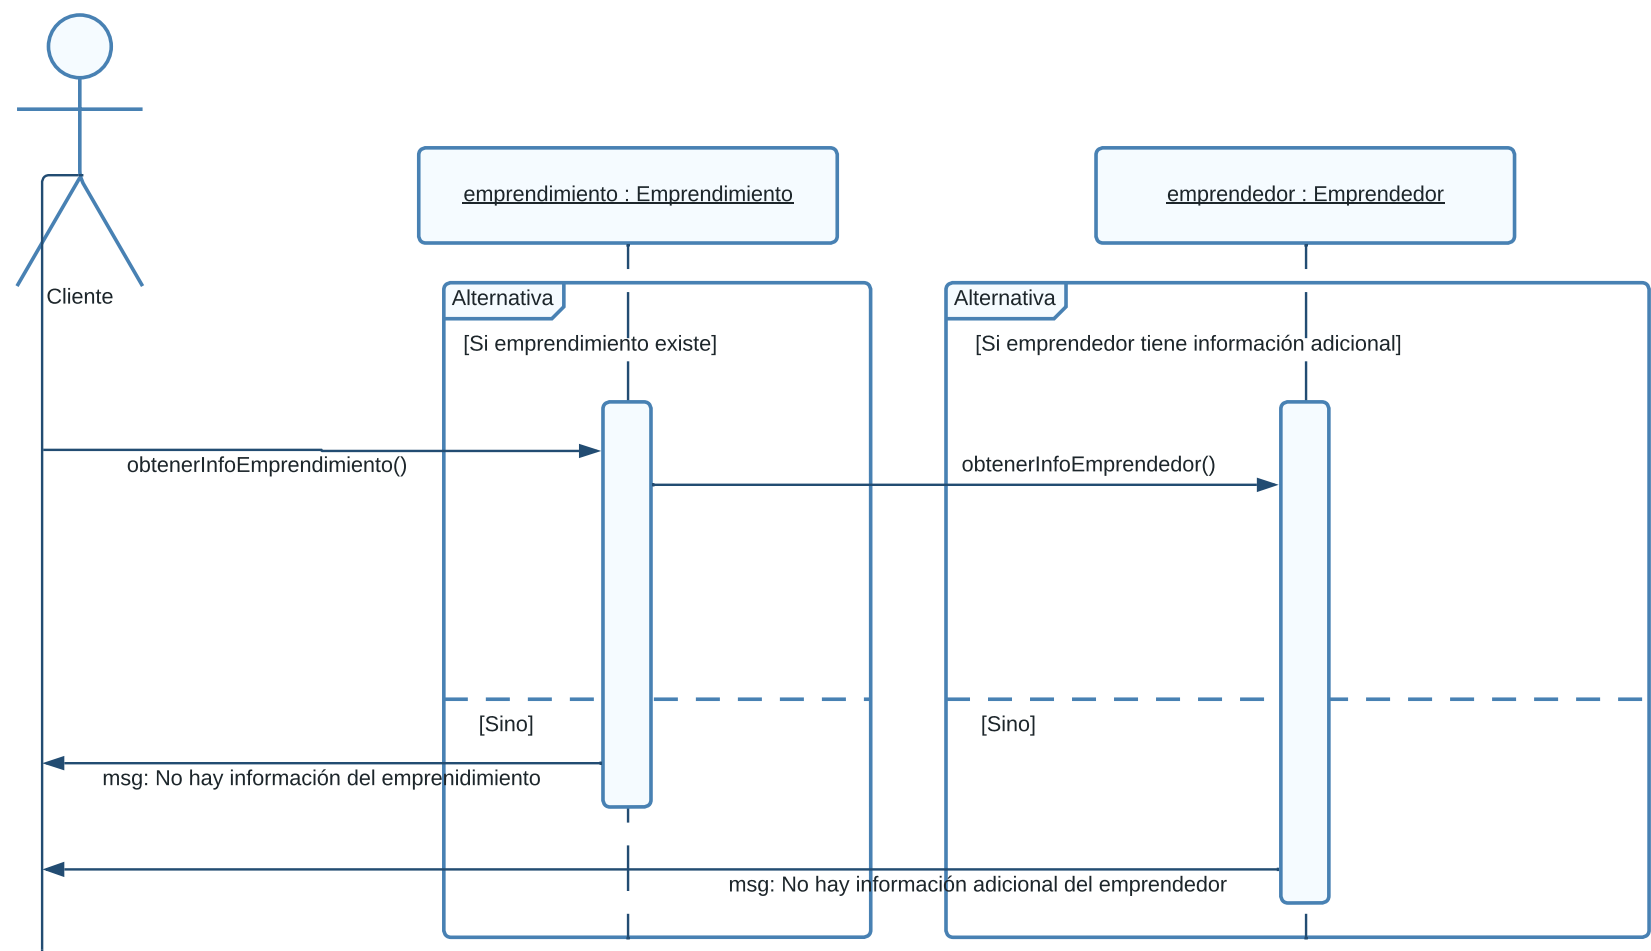 emprendimiento : Emprendimiento
emprendedor : Emprendedor
Cliente
Alternativa
[Si emprendimiento existe]
Alternativa
[Si emprendedor tiene información adicional]
obtenerInfoEmprendimiento()
obtenerInfoEmprendedor()
[Sino]
[Sino]
msg: No hay información del emprenidimiento
msg: No hay información adicional del emprendedor